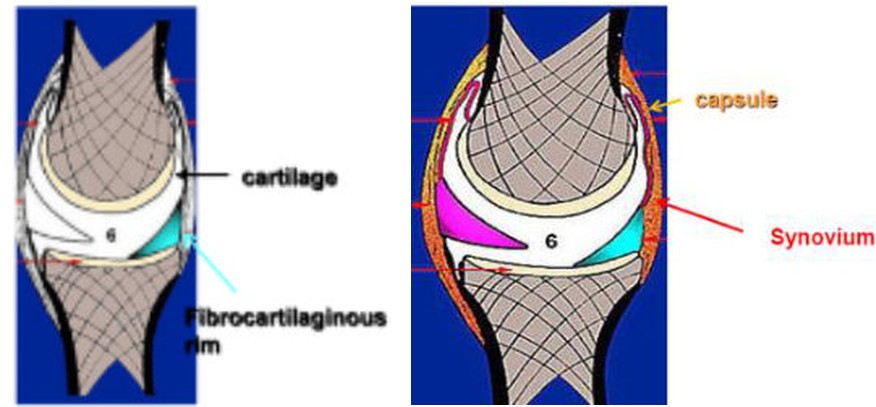 cartilage
6
Fibrocartilaginous
rim
capsule
6
Synovium